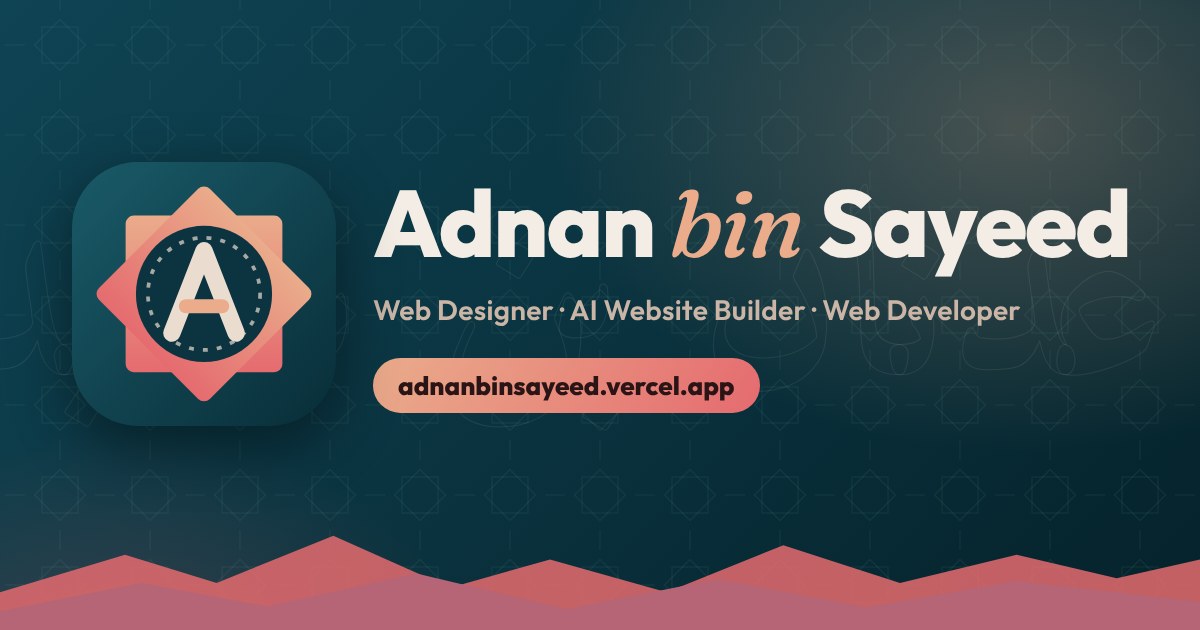 A
Adnan bin Sayeed
Web Designer · AI Website Builder · Web Developer
adnanbinsayeed.vercel.app